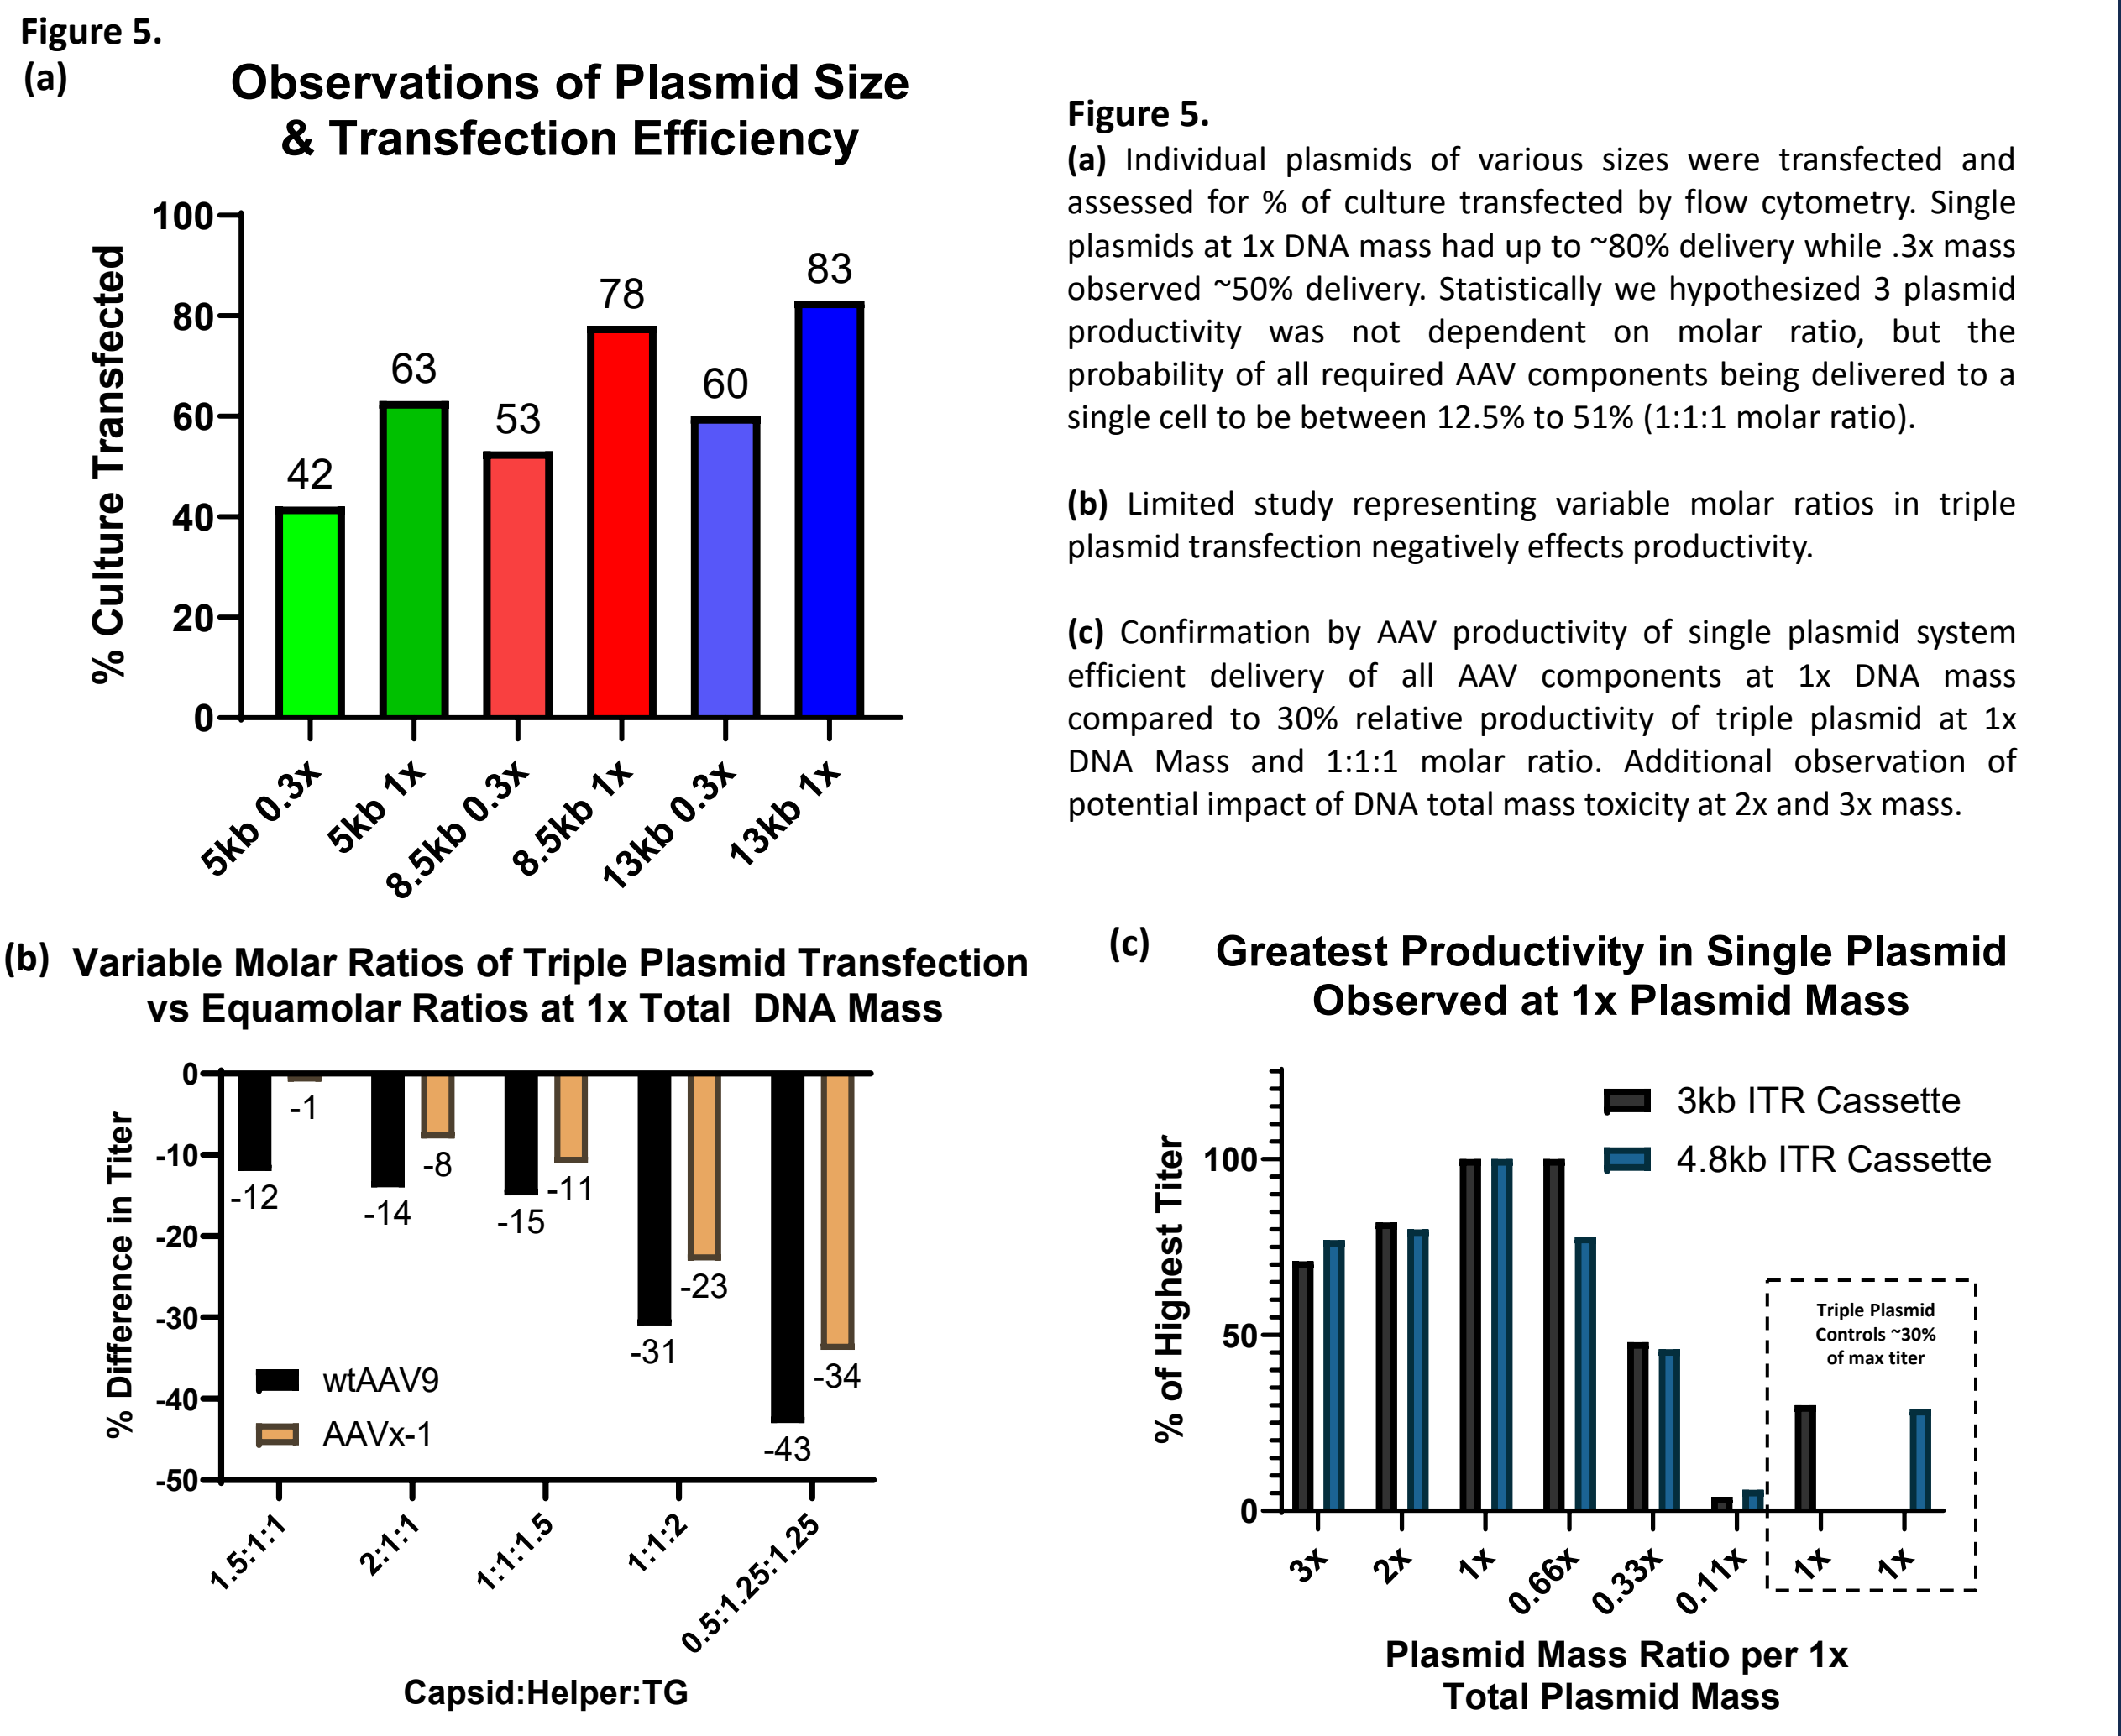 Figure 5.
(a)
Observations of Plasmid Size
& Transfection Efficiency
% Culture Transfected
100
80
60
40
20
0
42
63
53
78
60
83
5kb 0.3x
5kb 1x
8.5kb 0.3x
8.5kb 1x
13kb 0.3x
13kb 1x
Figure 5.
(a) Individual plasmids of various sizes were transfected and
assessed for % of culture transfected by flow cytometry. Single
plasmids at 1x DNA mass had up to ~80% delivery while .3x mass
observed ~50% delivery. Statistically we hypothesized 3 plasmid
productivity was not dependent on molar ratio, but the
probability of all required AAV components being delivered to a
single cell to be between 12.5% to 51% (1:1:1 molar ratio).
(b) Limited study representing variable molar ratios in triple
plasmid transfection negatively effects productivity.
(c) Confirmation by AAV productivity of single plasmid system
efficient delivery of all AAV components at 1x DNA mass
compared to 30% relative productivity of triple plasmid at 1x
DNA Mass and 1:1:1 molar ratio. Additional observation of
potential impact of DNA total mass toxicity at 2x and 3x mass.
(b)
Variable Molar Ratios of Triple Plasmid Transfection
vs Equamolar Ratios at 1x Total DNA Mass
% Difference in Titer
0
-10
-20
-30
-40
-50
-12
-1
-14
-8
-15
-11
-31
-23
-43
-34
wtAAV9
AAVx-1
1.5:1:1
2:1:1
1:1:1.5
1:1:2
0.5:1.25:1.25
Capsid:Helper:TG
(c)
Greatest Productivity in Single Plasmid
Observed at 1x Plasmid Mass
% of Highest Titer
100
50
0
3kb ITR Cassette
4.8kb ITR Cassette
Triple Plasmid
Controls ~30%
of max titer
3x
2x
1x
0.66x
0.33x
0.11x
1x
1x
Plasmid Mass Ratio per 1x
Total Plasmid Mass